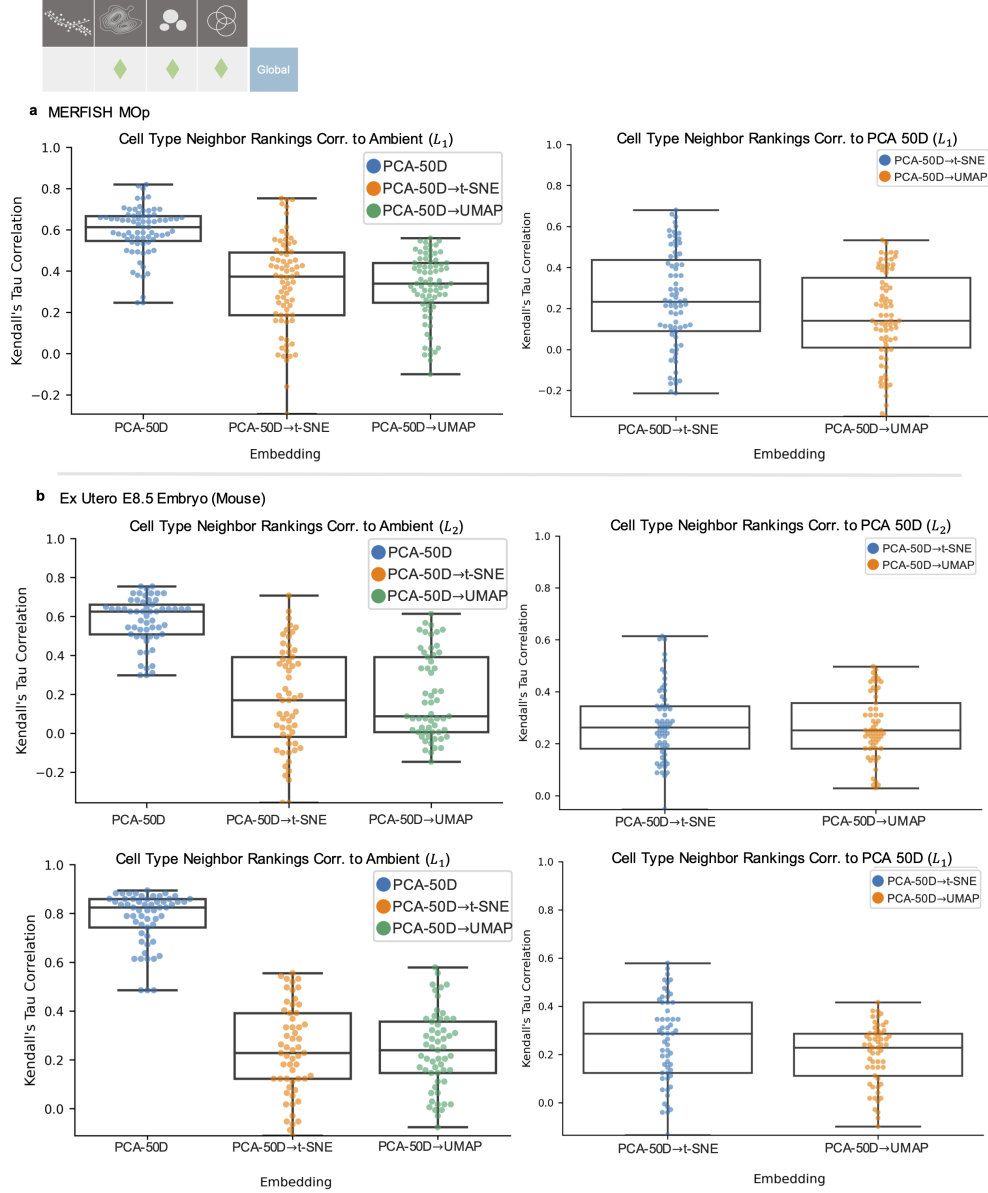 Global
a MERFISH MOp
Cell Type Neighbor Rankings Corr. to Ambient (L₁)
1.0
0.8
0.6
0.4
0.2
0.0
−0.2
Kendall's Tau Correlation
PCA-50D
PCA-50D→t-SNE
PCA-50D→UMAP
PCA-50D
PCA-50D→t-SNE
PCA-50D→UMAP
Embedding
Cell Type Neighbor Rankings Corr. to PCA 50D (L₁)
1.0
0.8
0.6
0.4
0.2
0.0
−0.2
Kendall's Tau Correlation
PCA-50D→t-SNE
PCA-50D→UMAP
PCA-50D→t-SNE
PCA-50D→UMAP
Embedding
b Ex Utero E8.5 Embryo (Mouse)
Cell Type Neighbor Rankings Corr. to Ambient (L₂)
1.0
0.8
0.6
0.4
0.2
0.0
−0.2
Kendall's Tau Correlation
PCA-50D
PCA-50D→t-SNE
PCA-50D→UMAP
PCA-50D
PCA-50D→t-SNE
PCA-50D→UMAP
Cell Type Neighbor Rankings Corr. to PCA 50D (L₂)
1.0
0.8
0.6
0.4
0.2
0.0
Kendall's Tau Correlation
PCA-50D→t-SNE
PCA-50D→UMAP
PCA-50D→t-SNE
PCA-50D→UMAP
Cell Type Neighbor Rankings Corr. to Ambient (L₁)
1.0
0.8
0.6
0.4
0.2
0.0
Kendall's Tau Correlation
PCA-50D
PCA-50D→t-SNE
PCA-50D→UMAP
PCA-50D
PCA-50D→t-SNE
PCA-50D→UMAP
Embedding
Cell Type Neighbor Rankings Corr. to PCA 50D (L₁)
1.0
0.8
0.6
0.4
0.2
0.0
Kendall's Tau Correlation
PCA-50D→t-SNE
PCA-50D→UMAP
PCA-50D→t-SNE
PCA-50D→UMAP
Embedding